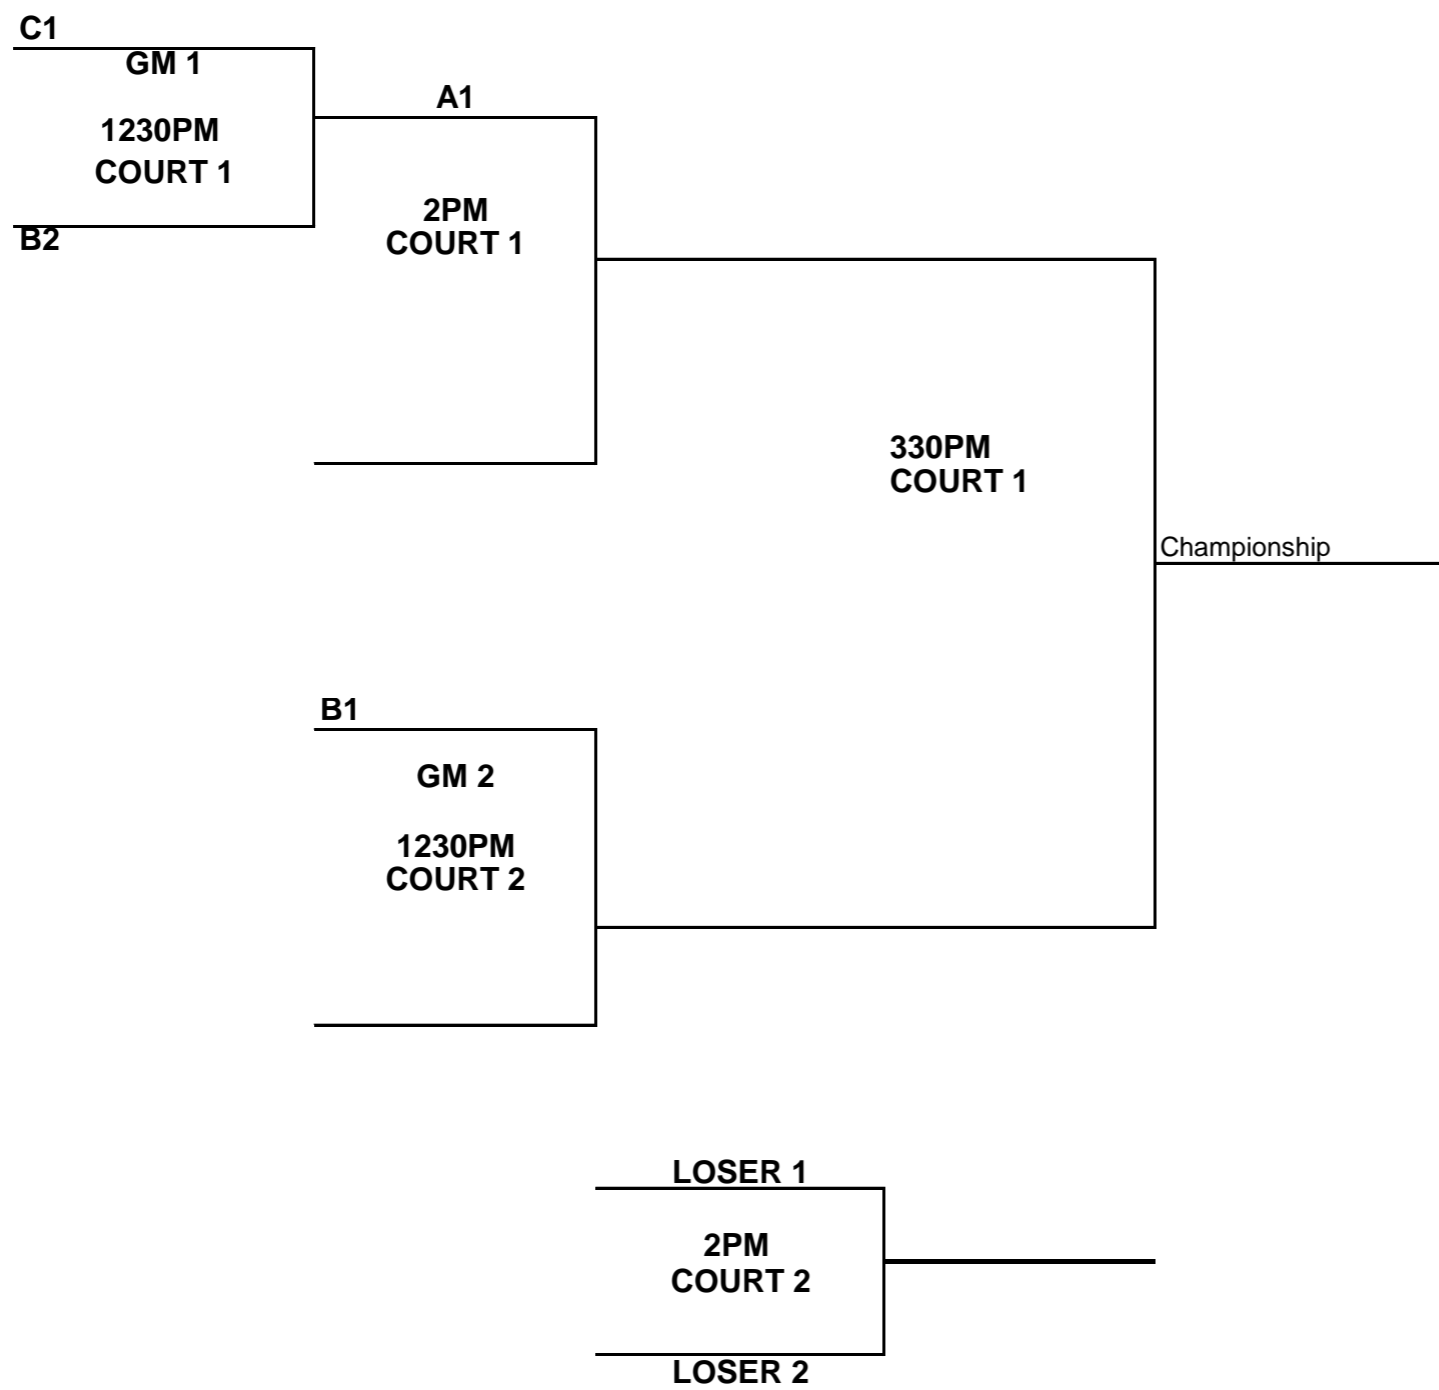 C1
GM 1
1230PM
COURT 1
B2
A1
2PM
COURT 1
330PM
COURT 1
Championship
B1
GM 2
1230PM
COURT 2
LOSER 1
2PM
COURT 2
LOSER 2